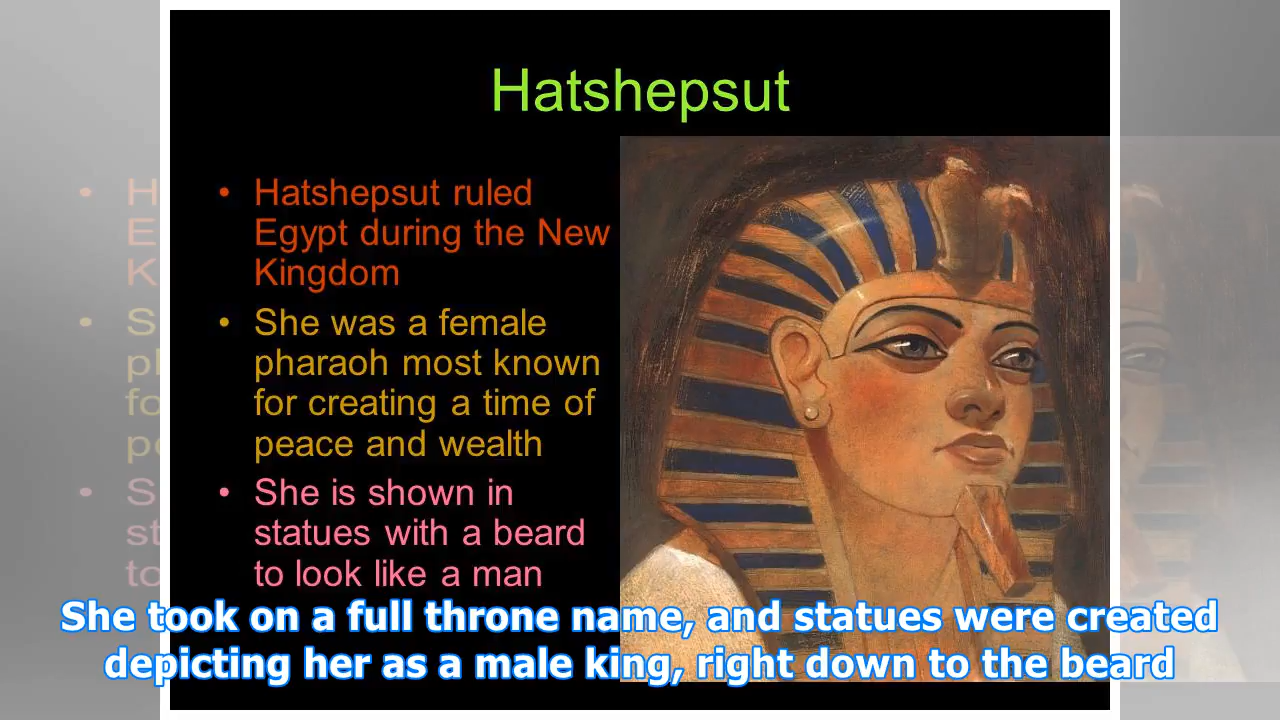 Hatshepsut
• Hatshepsut ruled
Egypt during the New
Kingdom
• She was a female
pharaoh most known
for creating a time of
peace and wealth
• She is shown in
statues with a beard
to look like a man
She took on a full throne name, and statues were created
depicting her as a male king, right down to the beard